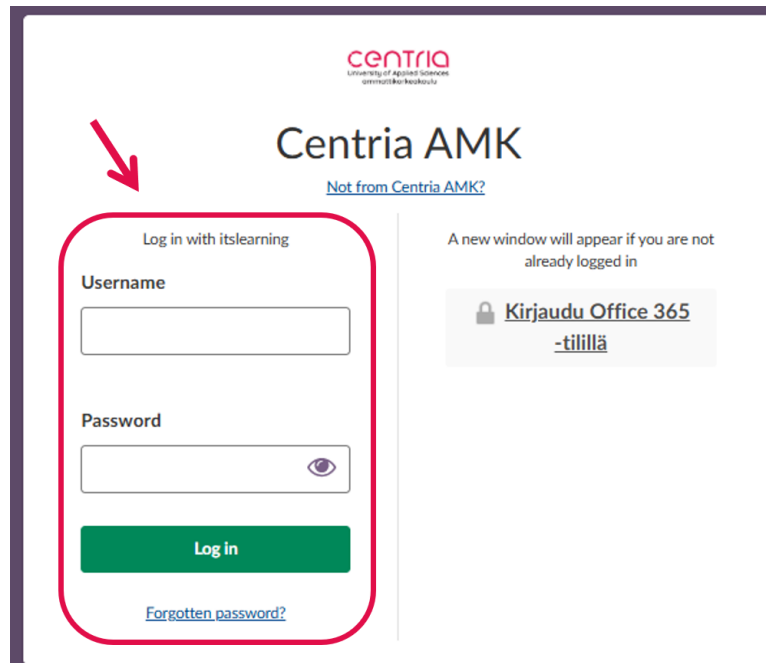 centria
University of Applied Sciences
ammattikorkeakoulu
Centria AMK
Not from Centria AMK?
Log in with itslearning
Username
Password
Log in
Forgotten password?
A new window will appear if you are not
already logged in
Kirjaudu Office 365
-tilillä